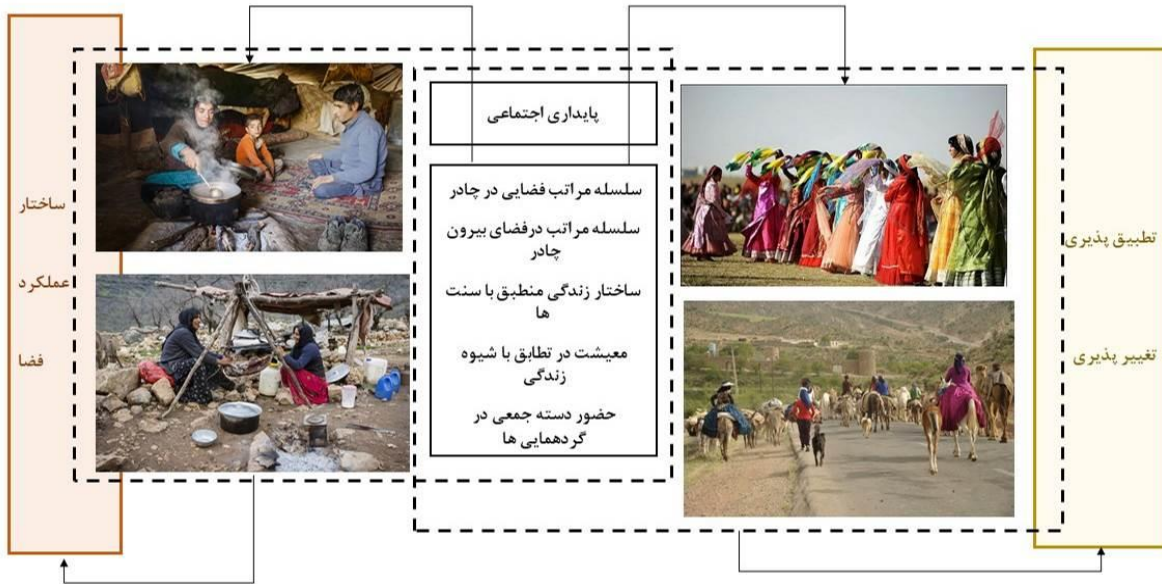 پایداری اجتماعی
سلسله مراتب فضایی در چادر
سلسله مراتب درفضای بیرون
چادر
ساختار زندگی منطبق با سنت
ها
معیشت در تطابق با شیوه
زندگی
حضور دسته جمعی در
گردهمایی ها
تطبیق پذیری
تغییر پذیری
ساختار
عملکرد
فضا